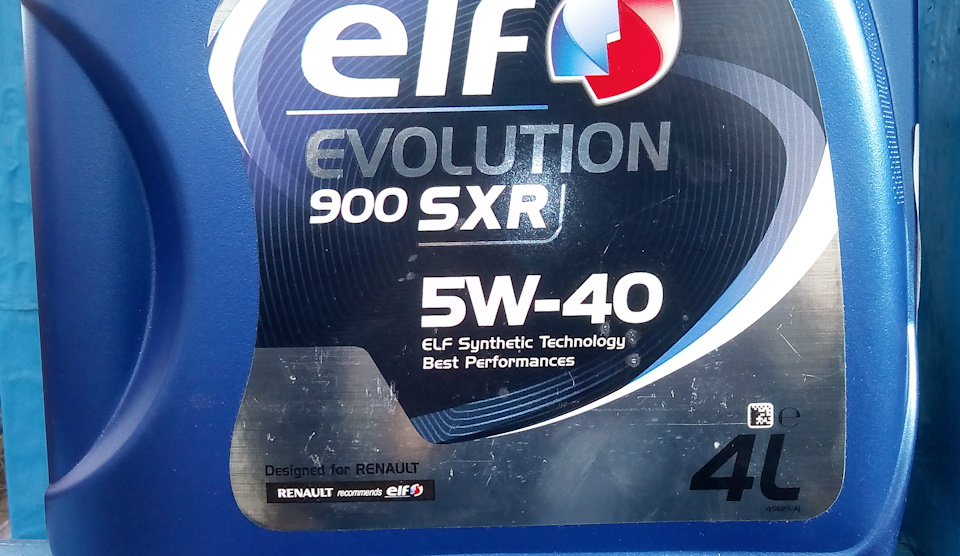 elf
EVOLUTION
900 SXR
5W-40
ELF Synthetic Technology
Best Performances
e
4L
Designed for RENAULT
RENAULT recommends elf